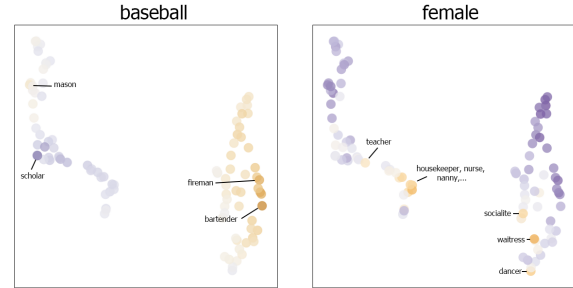 baseball
mason
scholar
fireman
bartender
female
teacher
housekeeper, nurse,
nanny,...
socialite
waitress
dancer